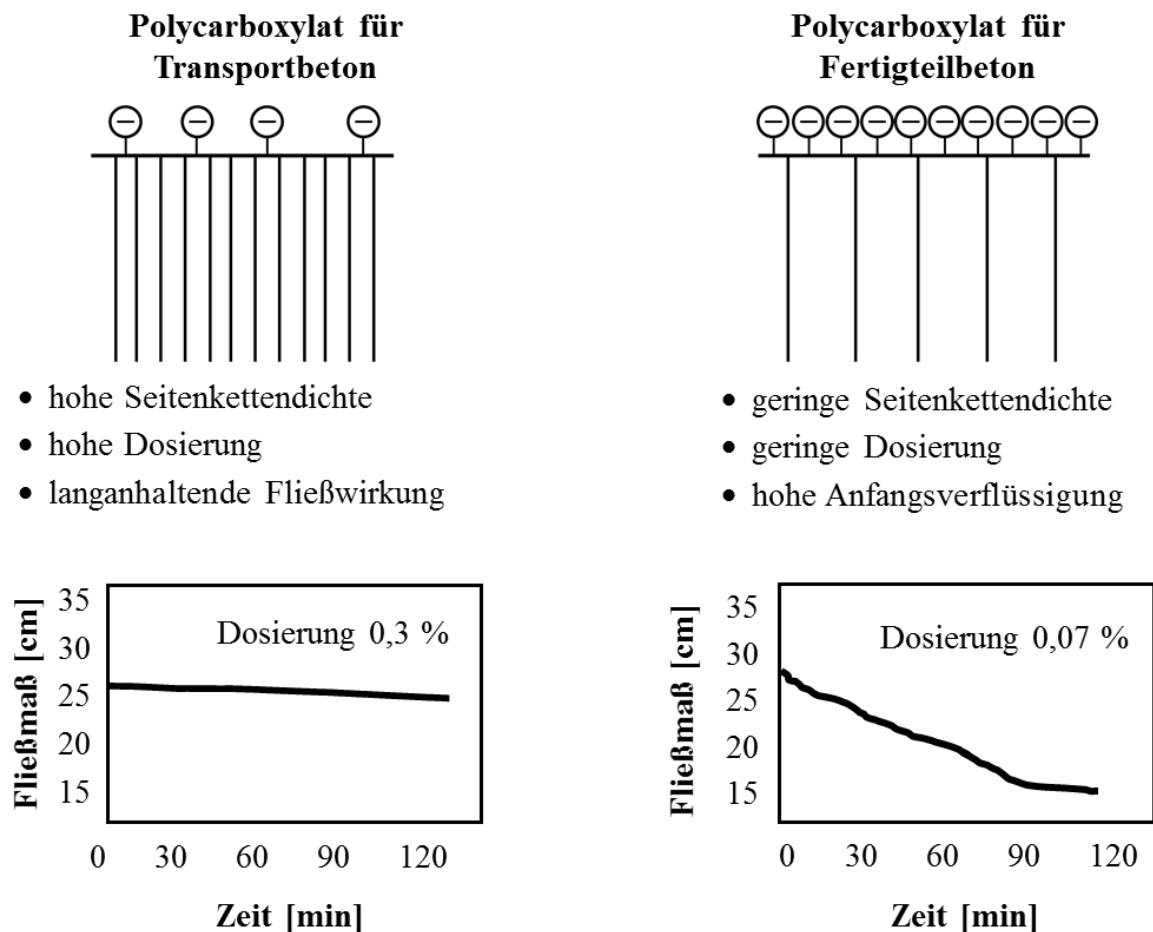 Polycarboxylat für
Transportbeton
− − − −
• hohe Seitenkettendichte
• hohe Dosierung
• langanhaltende Fließwirkung
Fließmaß [cm]
35
30
25
20
15
Dosierung 0,3 %
0 30 60 90 120
Zeit [min]
Polycarboxylat für
Fertigteilbeton
− − − − − − − − − −
• geringe Seitenkettendichte
• geringe Dosierung
• hohe Anfangsverflüssigung
Fließmaß [cm]
35
30
25
20
15
Dosierung 0,07 %
0 30 60 90 120
Zeit [min]